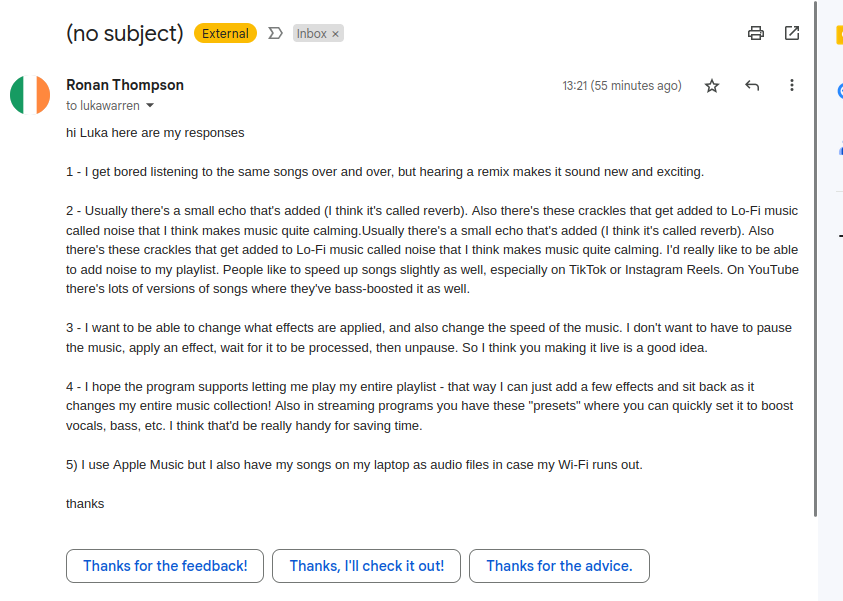 (no subject) External Inbox ×
Ronan Thompson 13:21 (55 minutes ago)
to lukawarren
hi Luka here are my responses
1 - I get bored listening to the same songs over and over, but hearing a remix makes it sound new and exciting.
2 - Usually there's a small echo that's added (I think it's called reverb). Also there's these crackles that get added to Lo-Fi music
called noise that I think makes music quite calming.Usually there's a small echo that's added (I think it's called reverb). Also
there's these crackles that get added to Lo-Fi music called noise that I think makes music quite calming. I'd really like to be able
to add noise to my playlist. People like to speed up songs slightly as well, especially on TikTok or Instagram Reels. On YouTube
there's lots of versions of songs where they've bass-boosted it as well.
3 - I want to be able to change what effects are applied, and also change the speed of the music. I don't want to have to pause
the music, apply an effect, wait for it to be processed, then unpause. So I think you making it live is a good idea.
4 - I hope the program supports letting me play my entire playlist - that way I can just add a few effects and sit back as it
changes my entire music collection! Also in streaming programs you have these "presets" where you can quickly set it to boost
vocals, bass, etc. I think that'd be really handy for saving time.
5) I use Apple Music but I also have my songs on my laptop as audio files in case my Wi-Fi runs out.
thanks
Thanks for the feedback! Thanks, I'll check it out! Thanks for the advice.